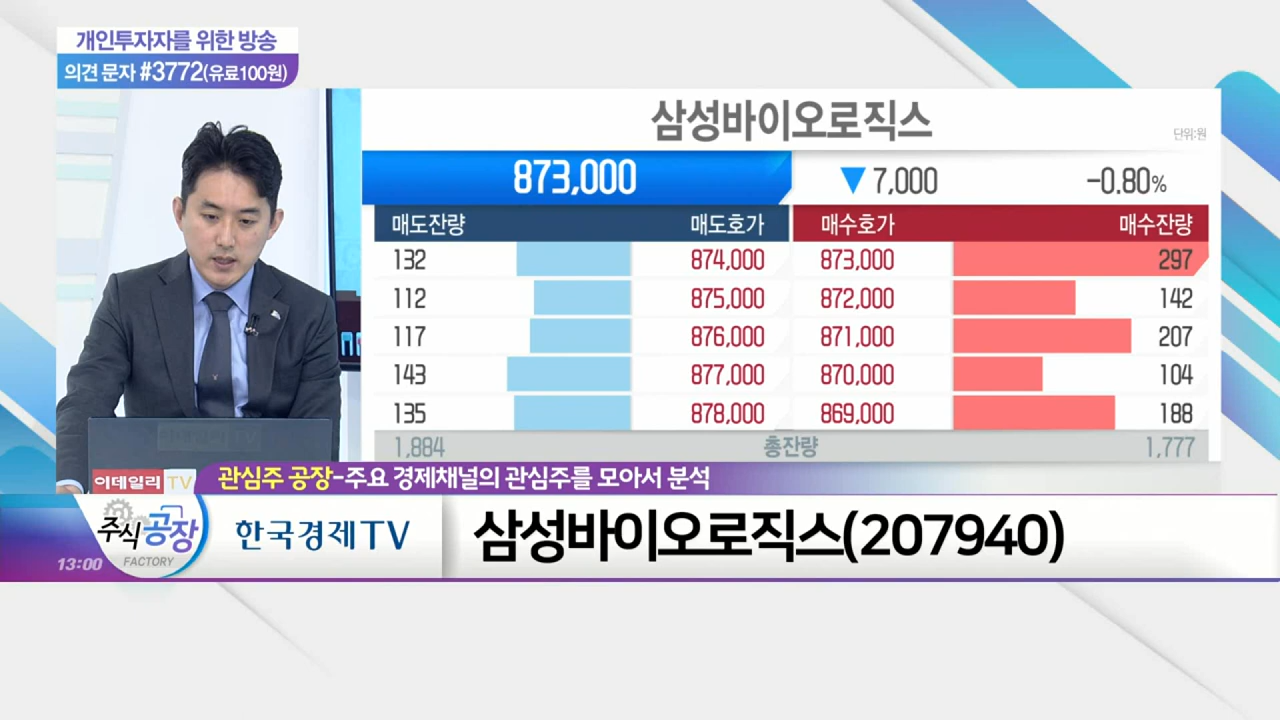 개인투자자를 위한 방송
의견 문자 #3772(유료100원)
삼성바이오로직스
단위:원
873,000 ▼ 7,000 -0.80%
매도잔량 매도호가 매수호가 매수잔량
132 874,000 873,000 297
112 875,000 872,000 142
117 876,000 871,000 207
143 877,000 870,000 104
135 878,000 869,000 188
1,884 총잔량 1,777
이데일리 TV 관심주 공장-주요 경제채널의 관심주를 모아서 분석
주식공장
FACTORY
13:00
한국경제TV
삼성바이오로직스(207940)